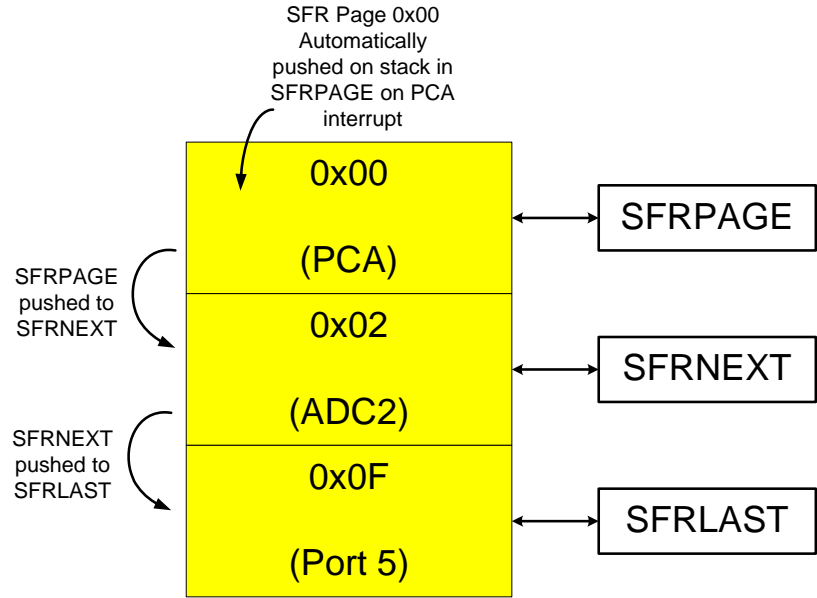 SFR Page 0x00
Automatically
pushed on stack in
SFRPAGE on PCA
interrupt
0x00
(PCA)
SFRPAGE
SFRPAGE
pushed to
SFRNEXT
0x02
(ADC2)
SFRNEXT
SFRNEXT
pushed to
SFRLAST
0x0F
(Port 5)
SFRLAST